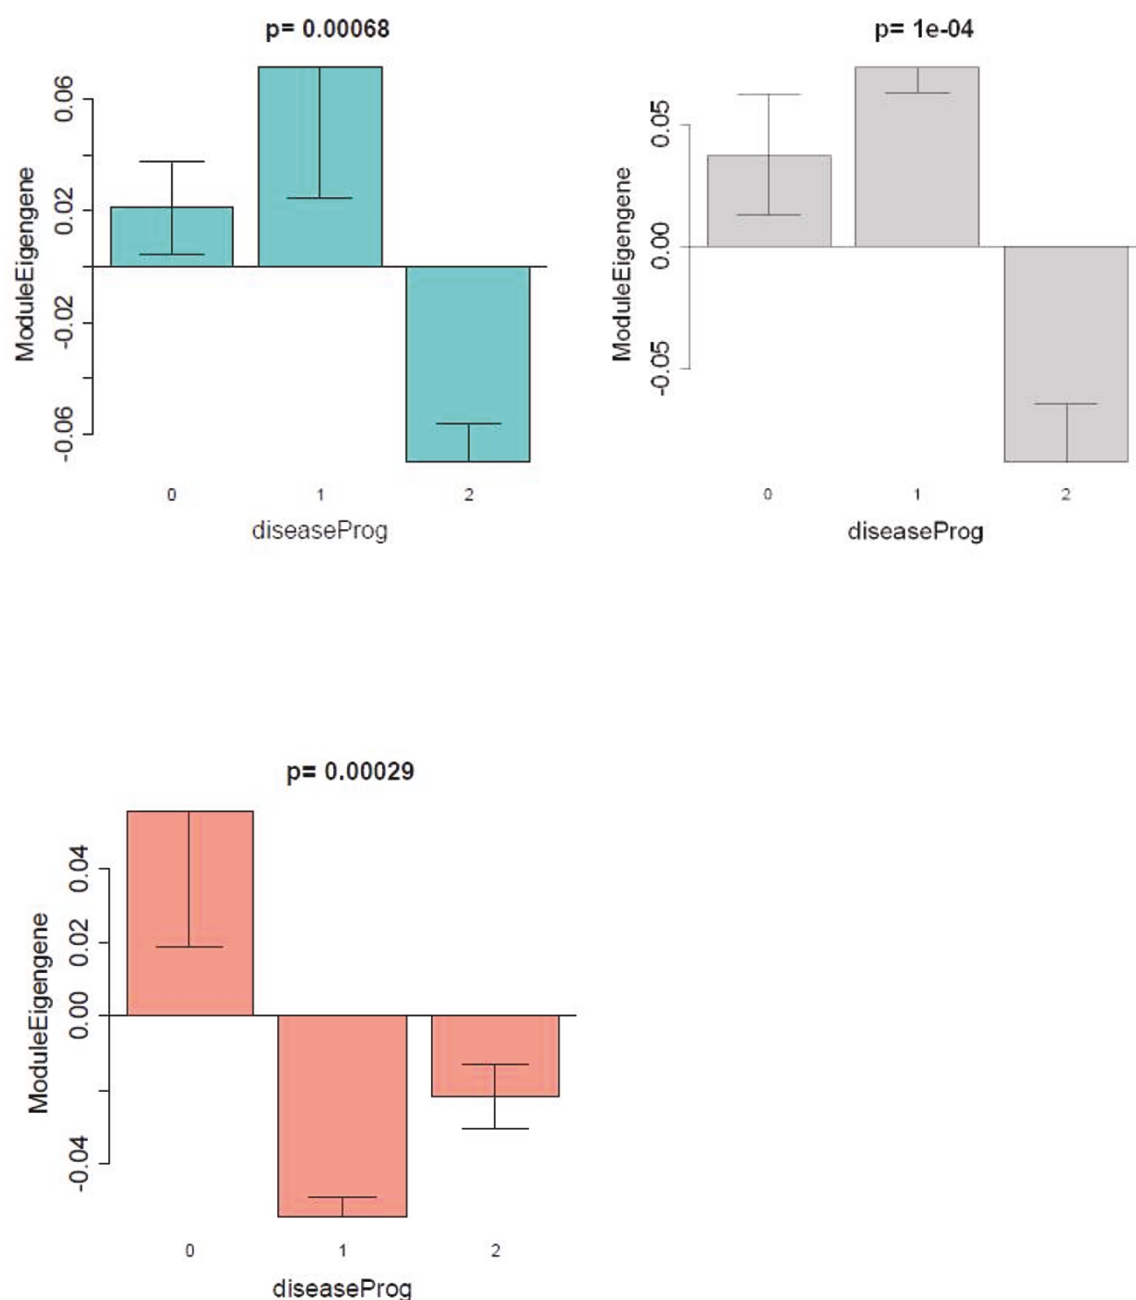 p= 0.00068
ModuleEigengene
0.06
0.02
-0.02
-0.06
0
1
2
diseaseProg
p= 1e-04
ModuleEigengene
0.05
0.00
-0.05
0
1
2
diseaseProg
p= 0.00029
ModuleEigengene
0.04
0.02
0.00
-0.04
0
1
2
diseaseProg